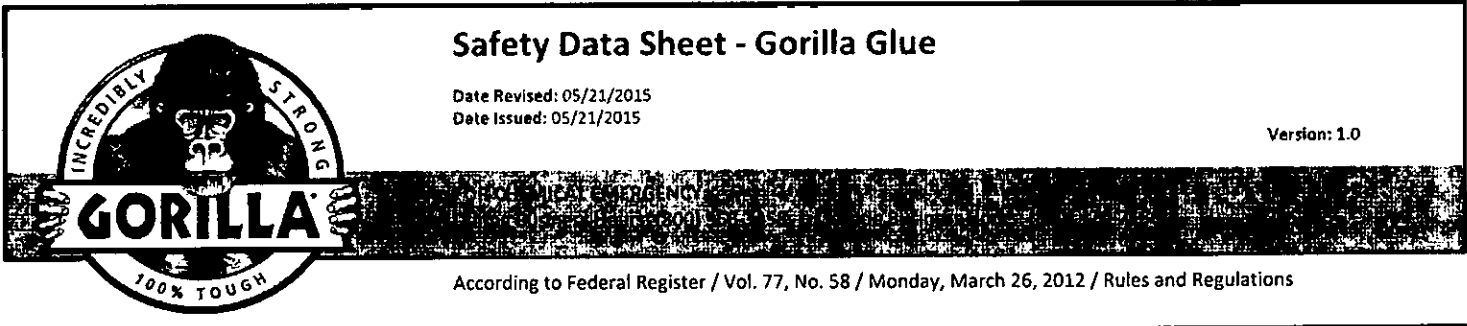 Safety Data Sheet - Gorilla Glue
Date Revised: 05/21/2015
Date Issued: 05/21/2015
Version: 1.0
INCREDIBLY STRONG
GORILLA
100% TOUGH
EMERGENCY
According to Federal Register / Vol. 77, No. 58 / Monday, March 26, 2012 / Rules and Regulations